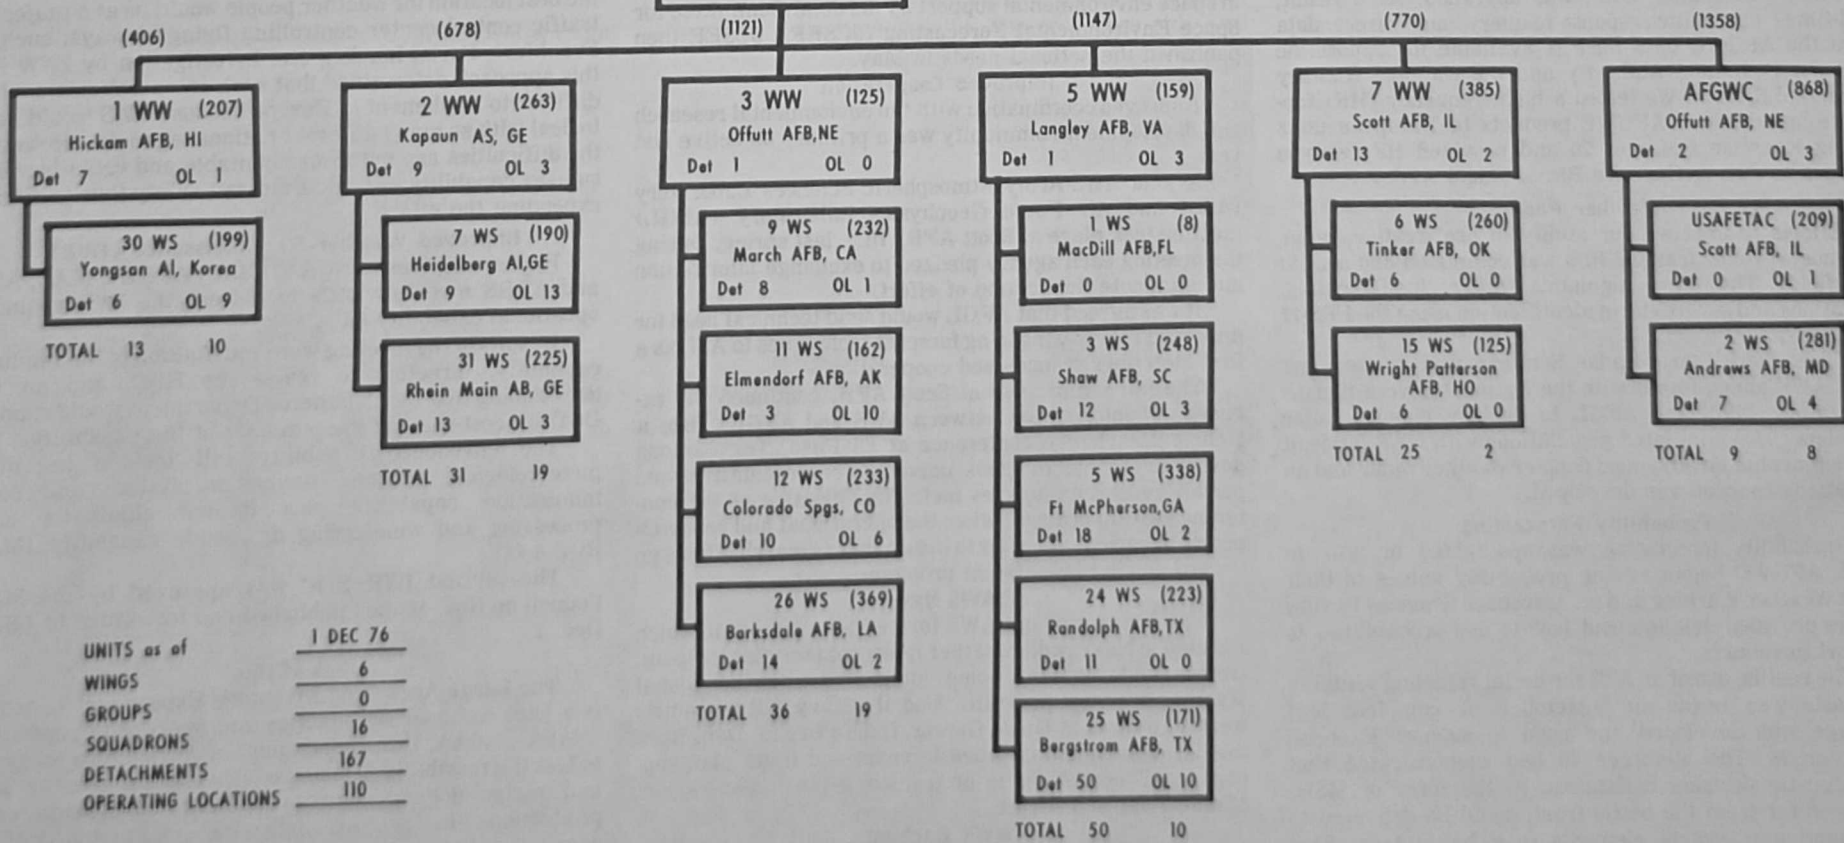 (406)
1 WW (207)
Hickam AFB, HI
Det 7 OL 1
30 WS (199)
Yongsan AI, Korea
Det 6 OL 9
TOTAL 13 10
(678)
2 WW (263)
Kapaun AS, GE
Det 9 OL 3
7 WS (190)
Heidelberg AI,GE
Det 9 OL 13
31 WS (225)
Rhein Main AB, GE
Det 13 OL 3
TOTAL 31 19
(1121)
3 WW (125)
Offutt AFB,NE
Det 1 OL 0
9 WS (232)
March AFB, CA
Det 8 OL 1
11 WS (162)
Elmendorf AFB, AK
Det 3 OL 10
12 WS (233)
Colorado Spgs, CO
Det 10 OL 6
26 WS (369)
Barksdale AFB, LA
Det 14 OL 2
TOTAL 36 19
(1147)
5 WW (159)
Langley AFB, VA
Det 1 OL 3
1 WS (8)
MacDill AFB,FL
Det 0 OL 0
3 WS (248)
Shaw AFB, SC
Det 12 OL 3
5 WS (338)
Ft McPherson,GA
Det 18 OL 2
24 WS (223)
Randolph AFB,TX
Det 11 OL 0
25 WS (171)
Bergstrom AFB, TX
Det 50 OL 10
TOTAL 50 10
(770)
7 WW (385)
Scott AFB, IL
Det 13 OL 2
6 WS (260)
Tinker AFB, OK
Det 6 OL 0
15 WS (125)
Wright Patterson
AFB, HO
Det 6 OL 0
TOTAL 25 2
(1358)
AFGWC (868)
Offutt AFB, NE
Det 2 OL 3
USAFETAC (209)
Scott AFB, IL
Det 0 OL 1
2 WS (281)
Andrews AFB, MD
Det 7 OL 4
TOTAL 9 8
UNITS as of 1 DEC 76
WINGS 6
GROUPS 0
SQUADRONS 16
DETACHMENTS 167
OPERATING LOCATIONS 110